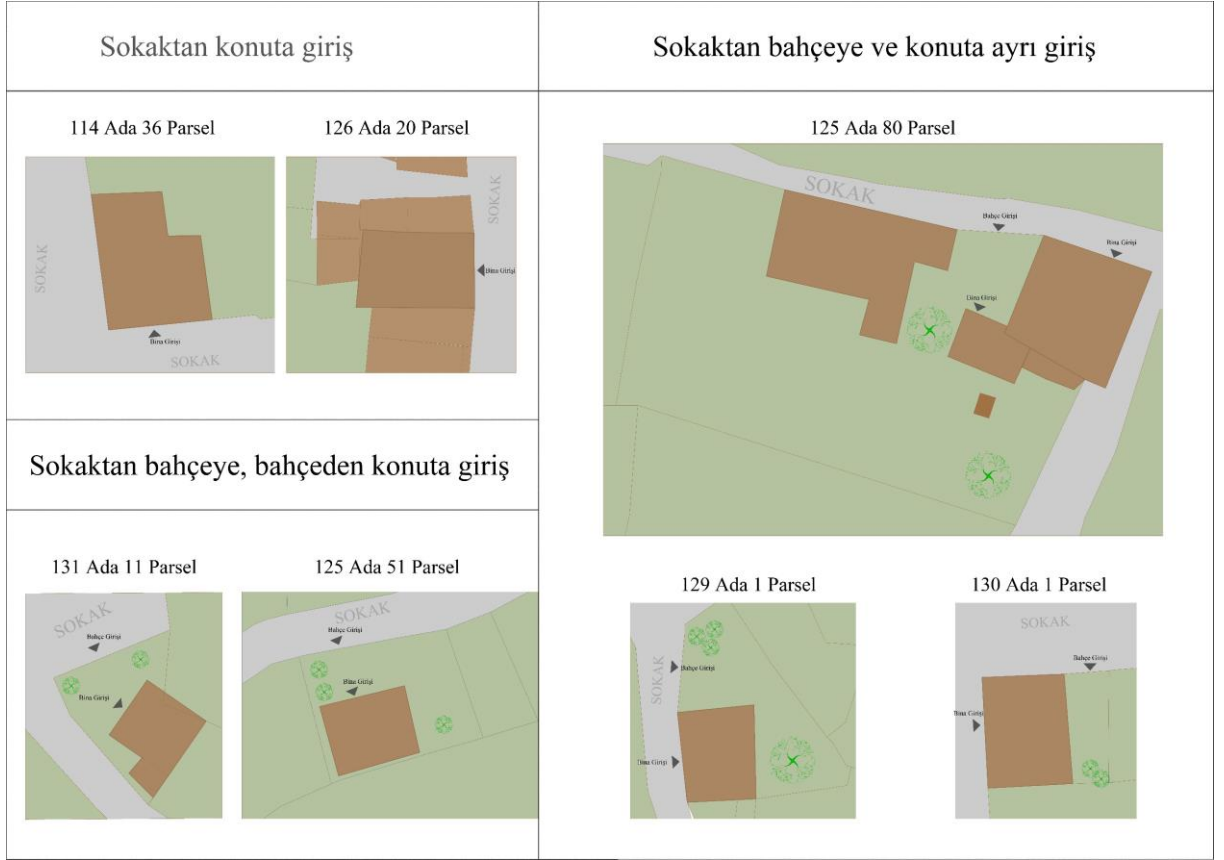 Sokaktan konuta giriş
114 Ada 36 Parsel
126 Ada 20 Parsel
SOKAK
Bina Girişi
SOKAK
SOKAK
Bina Girişi
Sokaktan bahçeye, bahçeden konuta giriş
131 Ada 11 Parsel
125 Ada 51 Parsel
SOKAK
Bahçe Girişi
Bina Girişi
SOKAK
Bahçe Girişi
Bina Girişi
Sokaktan bahçeye ve konuta ayrı giriş
125 Ada 80 Parsel
SOKAK
Bahçe Girişi
Bina Girişi
Bina Girişi
129 Ada 1 Parsel
130 Ada 1 Parsel
SOKAK
Bahçe Girişi
Bina Girişi
SOKAK
Bahçe Girişi
Bina Girişi